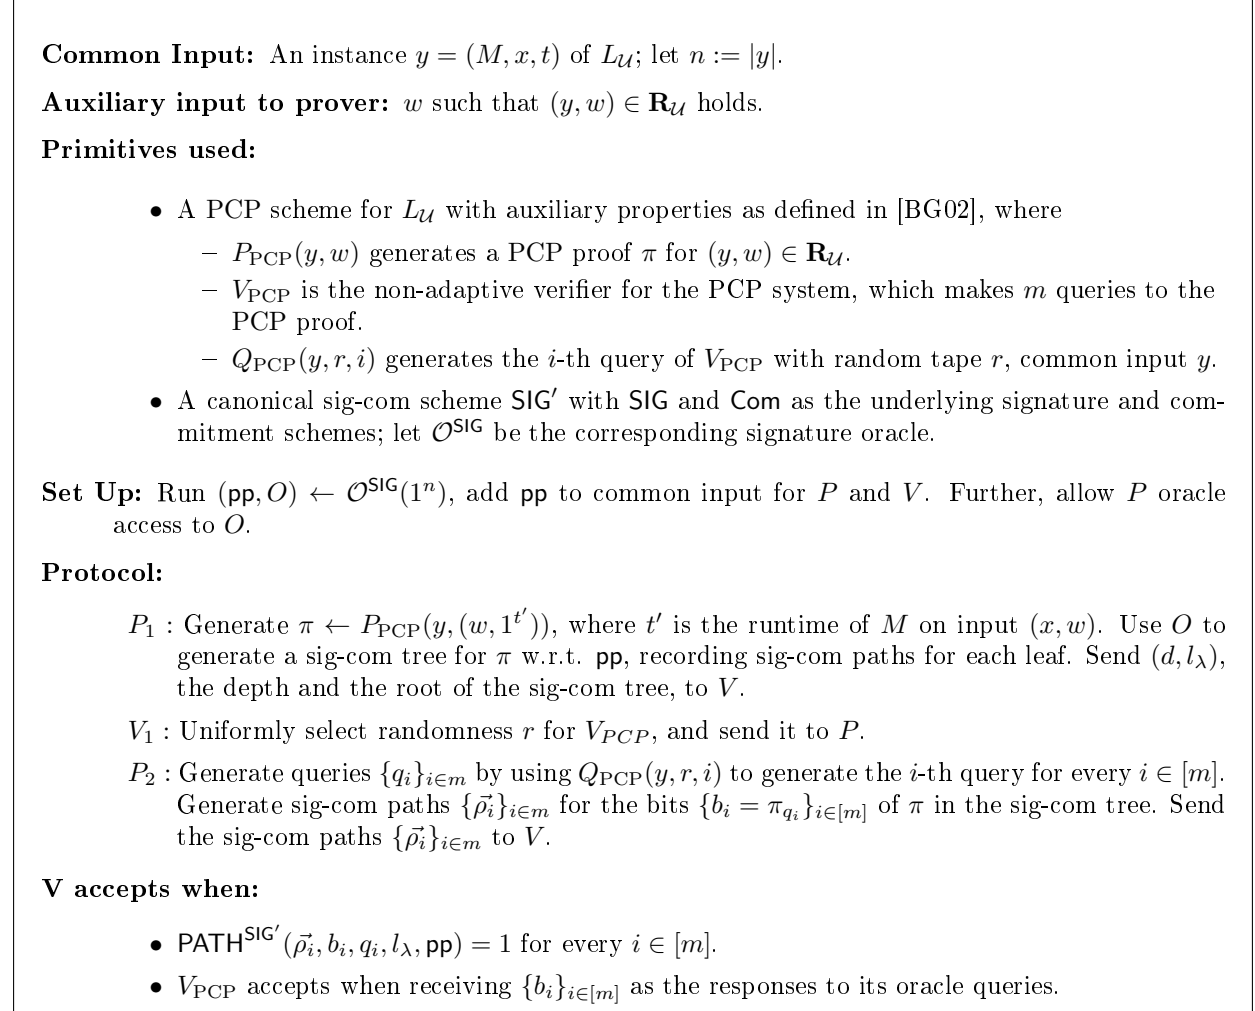 Common Input: An instance y = (M, x, t) of L_𝒰; let n := |y|.
Auxiliary input to prover: w such that (y, w) ∈ R_𝒰 holds.
Primitives used:
• A PCP scheme for L_𝒰 with auxiliary properties as defined in [BG02], where
– P_PCP(y, w) generates a PCP proof π for (y, w) ∈ R_𝒰.
– V_PCP is the non-adaptive verifier for the PCP system, which makes m queries to the
PCP proof.
– Q_PCP(y, r, i) generates the i-th query of V_PCP with random tape r, common input y.
• A canonical sig-com scheme SIG′ with SIG and Com as the underlying signature and com-
mitment schemes; let 𝒪^SIG be the corresponding signature oracle.
Set Up: Run (pp, O) ← 𝒪^SIG(1^n), add pp to common input for P and V. Further, allow P oracle
access to O.
Protocol:
P_1 : Generate π ← P_PCP(y, (w, 1^{t′})), where t′ is the runtime of M on input (x, w). Use O to
generate a sig-com tree for π w.r.t. pp, recording sig-com paths for each leaf. Send (d, l_λ),
the depth and the root of the sig-com tree, to V.
V_1 : Uniformly select randomness r for V_PCP, and send it to P.
P_2 : Generate queries {q_i}_{i∈m} by using Q_PCP(y, r, i) to generate the i-th query for every i ∈ [m].
Generate sig-com paths {ρ⃗_i}_{i∈m} for the bits {b_i = π_{q_i}}_{i∈[m]} of π in the sig-com tree. Send
the sig-com paths {ρ⃗_i}_{i∈m} to V.
V accepts when:
• PATH^{SIG′}(ρ⃗_i, b_i, q_i, l_λ, pp) = 1 for every i ∈ [m].
• V_PCP accepts when receiving {b_i}_{i∈[m]} as the responses to its oracle queries.